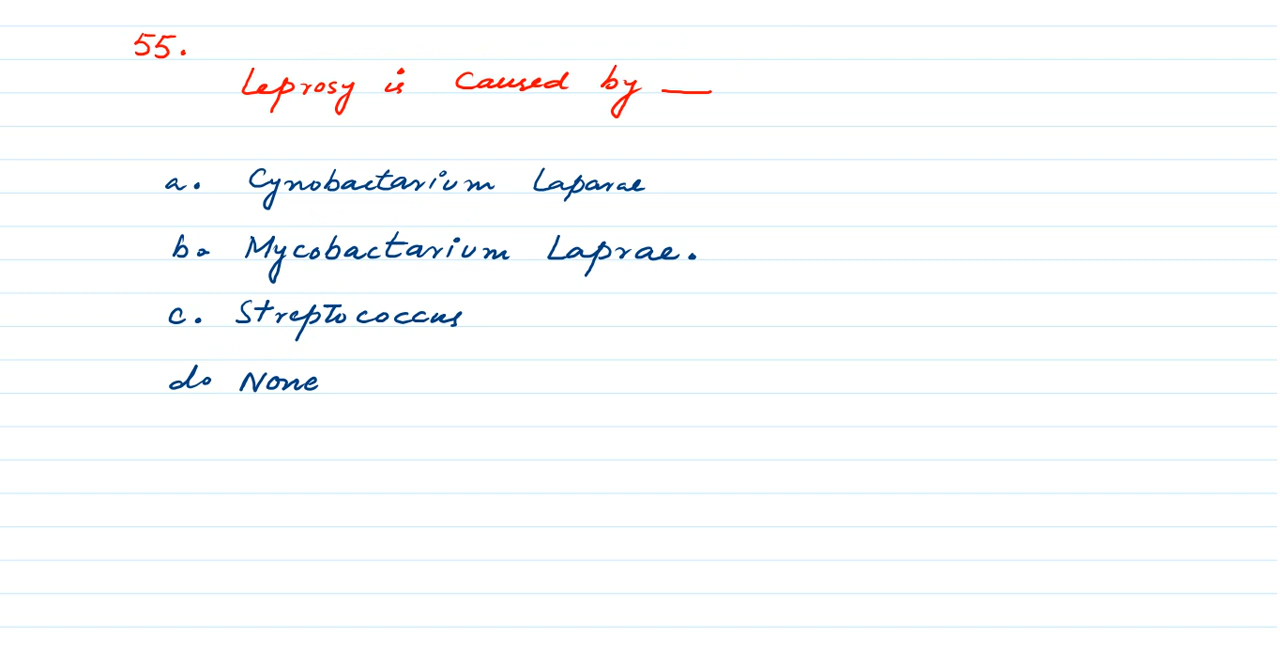 55.
Leprosy is caused by —
a. Cynobactarium Laparae
b. Mycobactarium Laprae.
c. Streptococcus
d. None